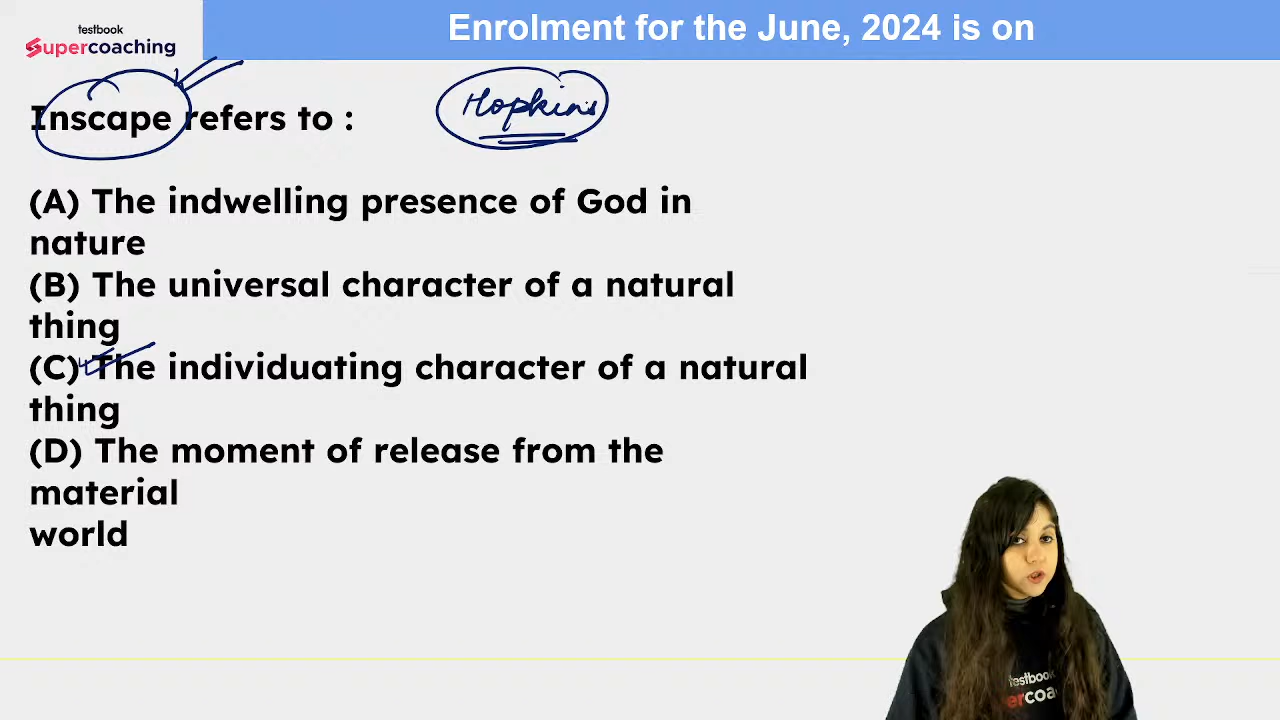 testbook
Supercoaching
Enrolment for the June, 2024 is on
Inscape refers to :
Hopkins
(A) The indwelling presence of God in
nature
(B) The universal character of a natural
thing
(C) The individuating character of a natural
thing
(D) The moment of release from the
material
world
testbook
ercoa